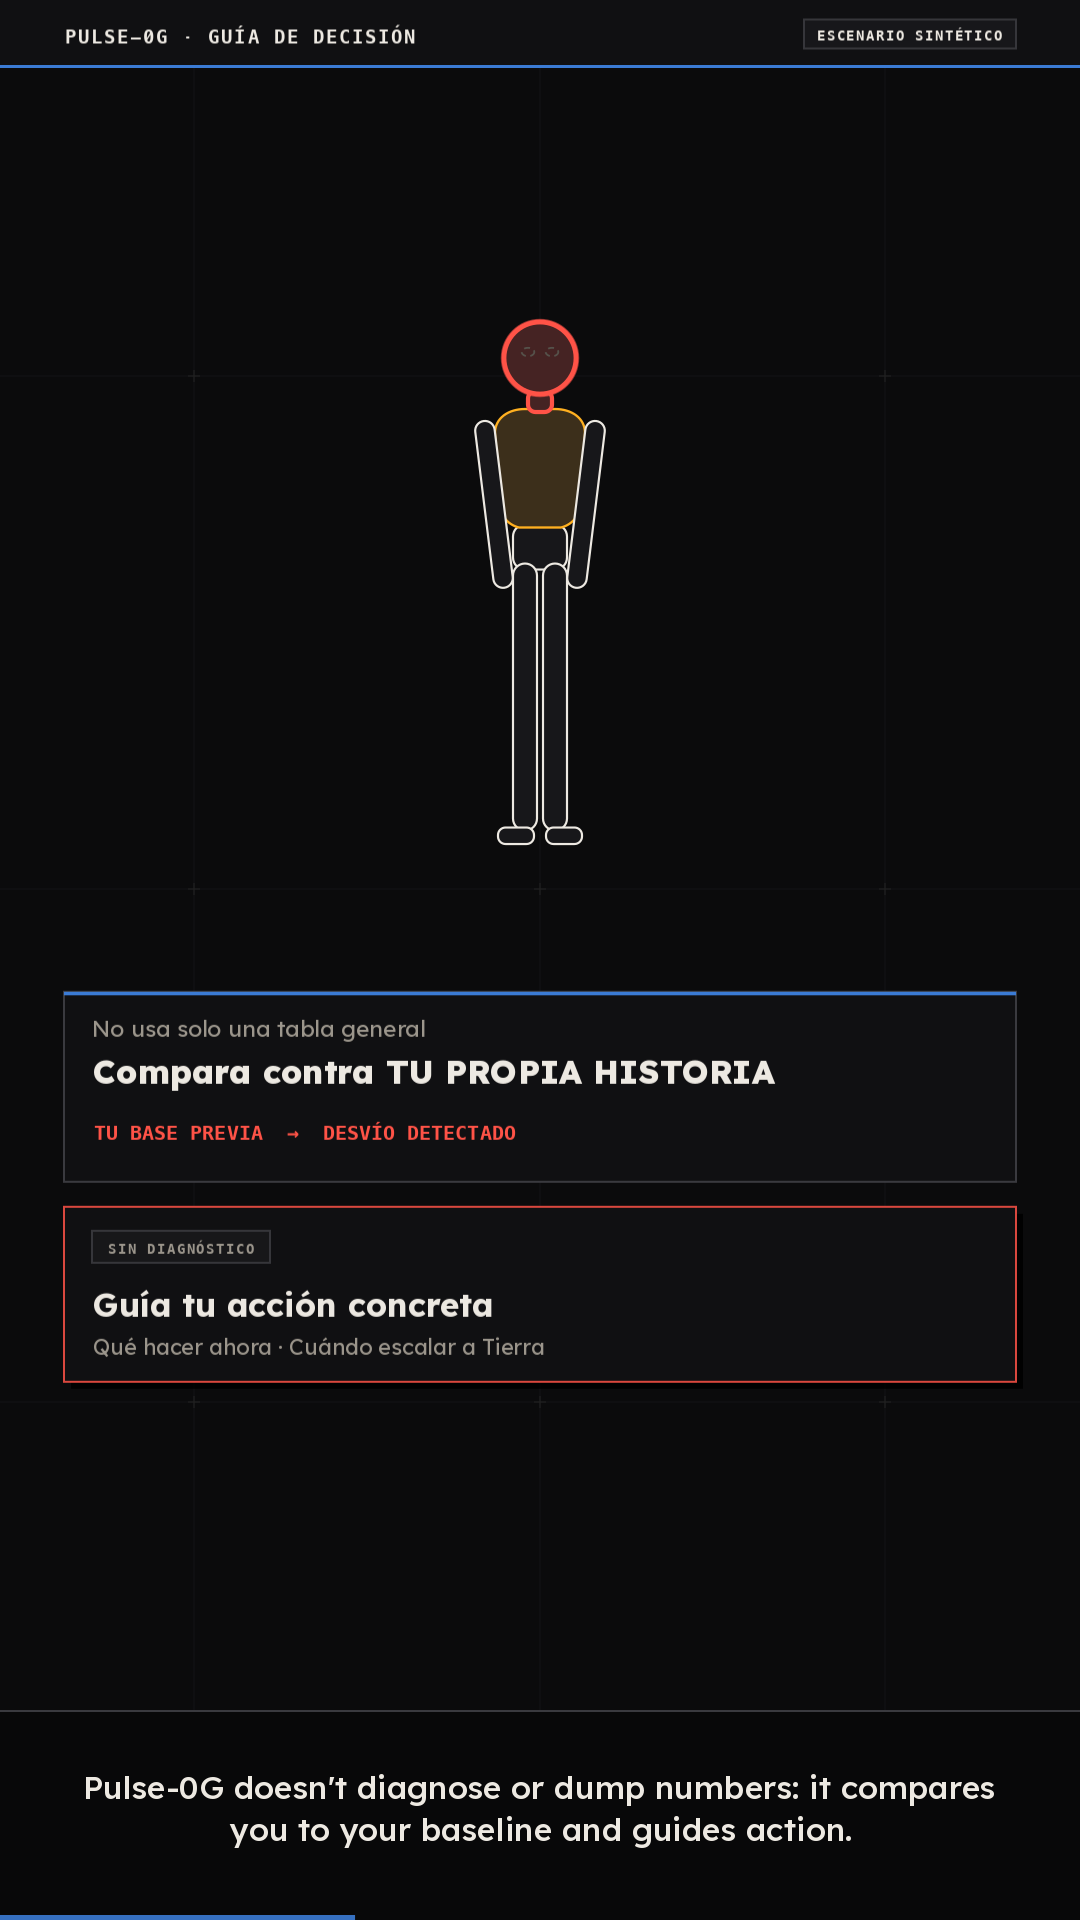 PULSE–0G · GUÍA DE DECISIÓN
ESCENARIO SINTÉTICO
No usa solo una tabla general
Compara contra TU PROPIA HISTORIA
TU BASE PREVIA → DESVÍO DETECTADO
SIN DIAGNÓSTICO
Guía tu acción concreta
Qué hacer ahora · Cuándo escalar a Tierra
Pulse-0G doesn't diagnose or dump numbers: it compares
you to your baseline and guides action.